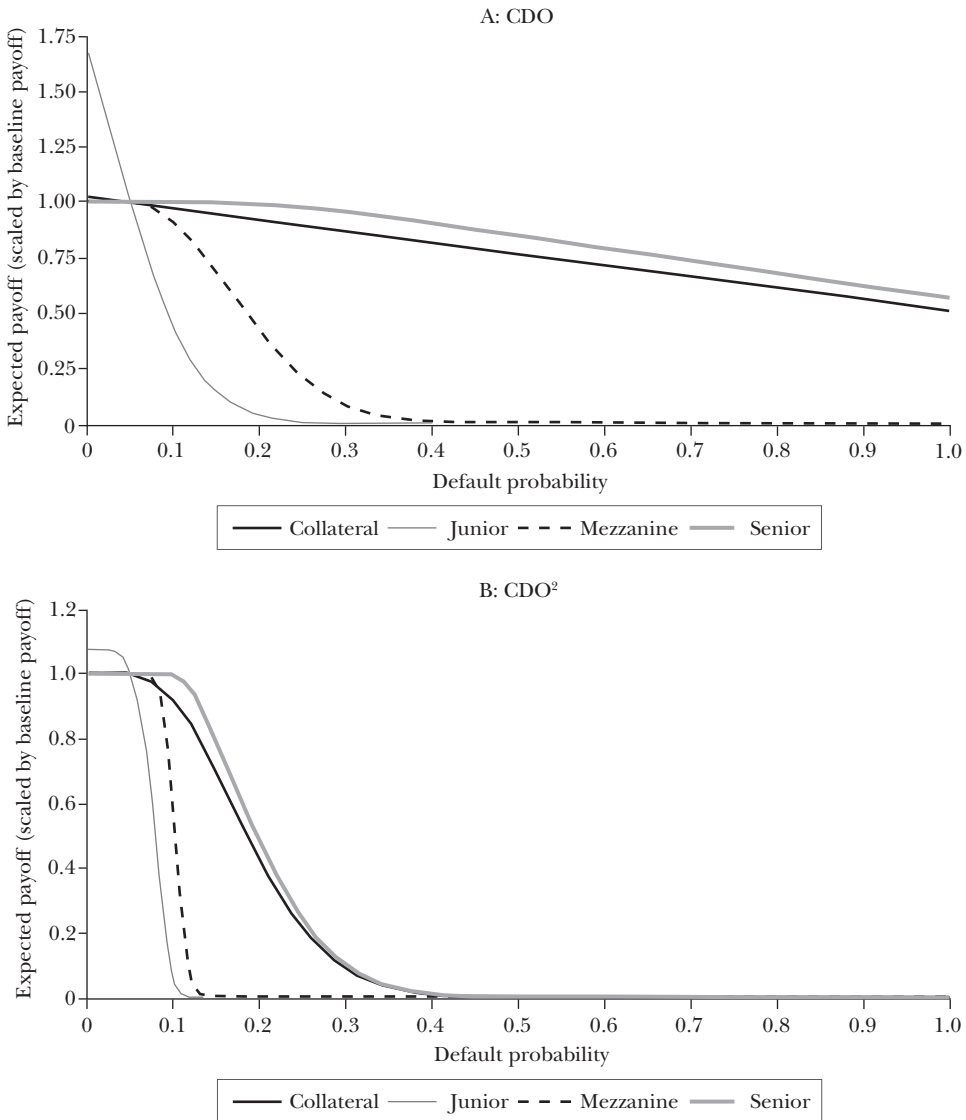 A: CDO
Expected payoff (scaled by baseline payoff)
1.75
1.50
1.25
1.00
0.75
0.50
0.25
0
0 0.1 0.2 0.3 0.4 0.5 0.6 0.7 0.8 0.9 1.0
Default probability
Collateral Junior Mezzanine Senior
B: CDO²
Expected payoff (scaled by baseline payoff)
1.2
1.0
0.8
0.6
0.4
0.2
0
0 0.1 0.2 0.3 0.4 0.5 0.6 0.7 0.8 0.9 1.0
Default probability
Collateral Junior Mezzanine Senior